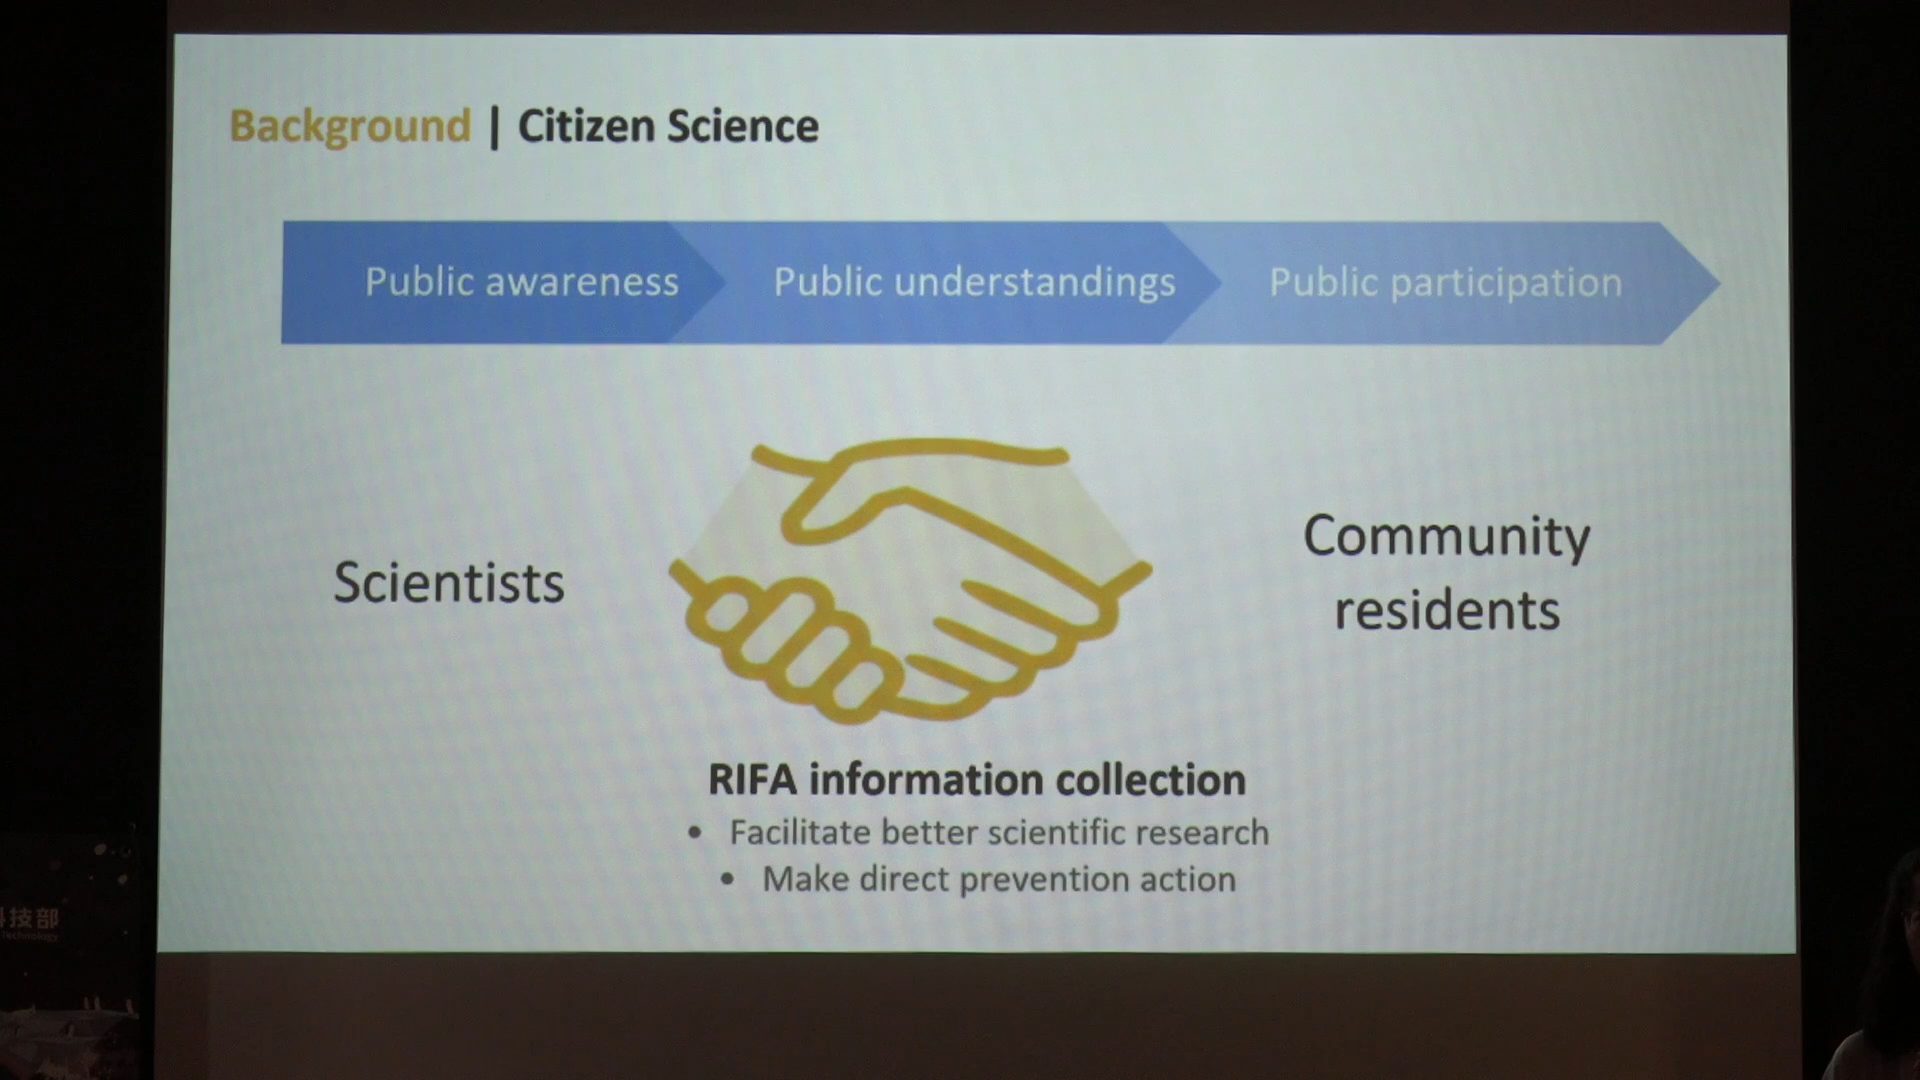 Background | Citizen Science
Public awareness
Public understandings
Public participation
Scientists
Community
residents
RIFA information collection
• Facilitate better scientific research
• Make direct prevention action
技部
Technology